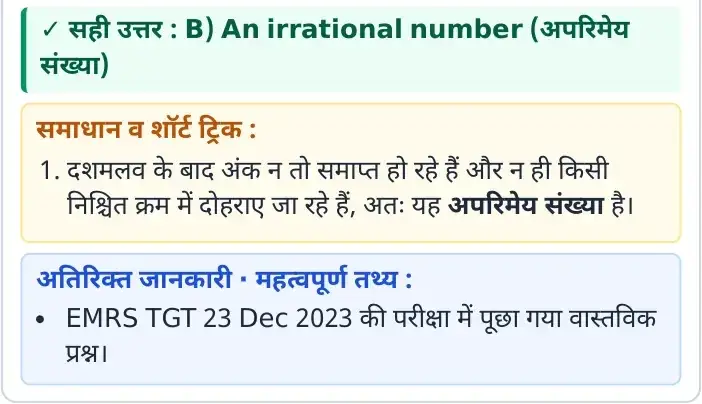 ✓ सही उत्तर : B) An irrational number (अपरिमेय
संख्या)
समाधान व शॉर्ट ट्रिक :
1. दशमलव के बाद अंक न तो समाप्त हो रहे हैं और न ही किसी
निश्चित क्रम में दोहराए जा रहे हैं, अतः यह अपरिमेय संख्या है।
अतिरिक्त जानकारी · महत्वपूर्ण तथ्य :
• EMRS TGT 23 Dec 2023 की परीक्षा में पूछा गया वास्तविक
प्रश्न।